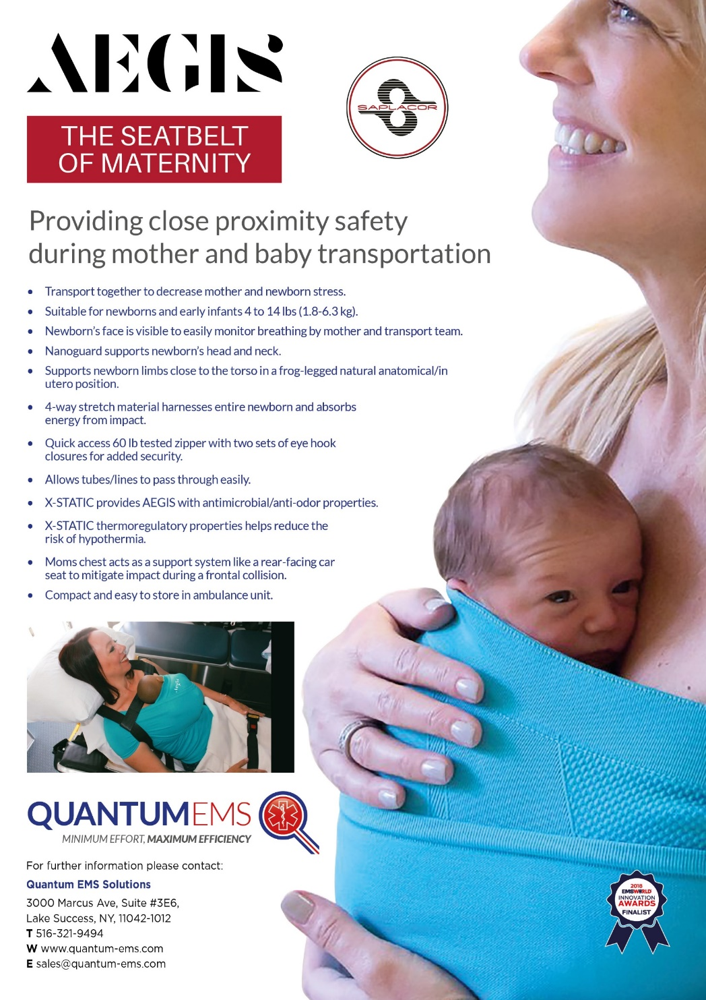 AEGIS
SAPLACOR
THE SEATBELT
OF MATERNITY
Providing close proximity safety
during mother and baby transportation
• Transport together to decrease mother and newborn stress.
• Suitable for newborns and early infants 4 to 14 lbs (1.8-6.3 kg).
• Newborn's face is visible to easily monitor breathing by mother and transport team.
• Nanoguard supports newborn's head and neck.
• Supports newborn limbs close to the torso in a frog-legged natural anatomical/in
utero position.
• 4-way stretch material harnesses entire newborn and absorbs
energy from impact.
• Quick access 60 lb tested zipper with two sets of eye hook
closures for added security.
• Allows tubes/lines to pass through easily.
• X-STATIC provides AEGIS with antimicrobial/anti-odor properties.
• X-STATIC thermoregulatory properties helps reduce the
risk of hypothermia.
• Moms chest acts as a support system like a rear-facing car
seat to mitigate impact during a frontal collision.
• Compact and easy to store in ambulance unit.
Aegis
QUANTUMEMS
MINIMUM EFFORT, MAXIMUM EFFICIENCY
For further information please contact:
Quantum EMS Solutions
3000 Marcus Ave, Suite #3E6,
Lake Success, NY, 11042-1012
T 516-321-9494
W www.quantum-ems.com
E sales@quantum-ems.com
2018
EMSWORLD
INNOVATION
AWARDS
FINALIST